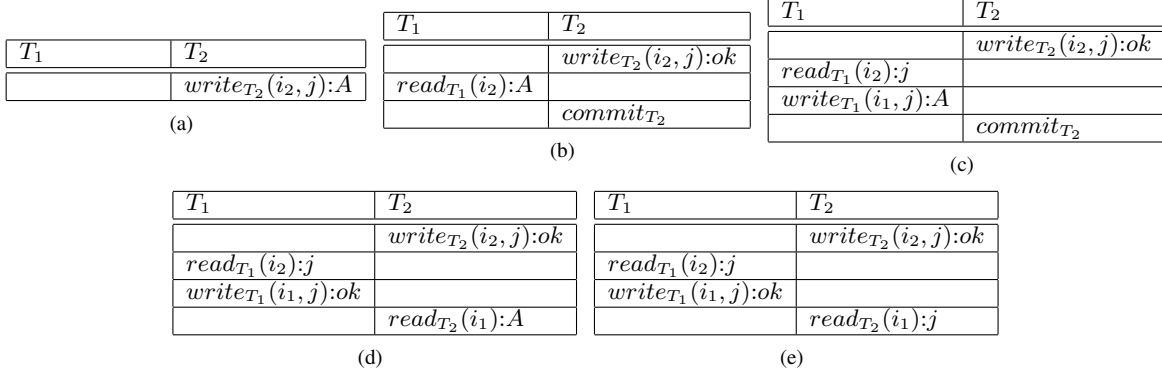 T₁ T₂
write_T₂(i₂, j):A
(a)
T₁ T₂
write_T₂(i₂, j):ok
read_T₁(i₂):A
commit_T₂
(b)
T₁ T₂
write_T₂(i₂, j):ok
read_T₁(i₂):j
write_T₁(i₁, j):A
commit_T₂
(c)
T₁ T₂
write_T₂(i₂, j):ok
read_T₁(i₂):j
write_T₁(i₁, j):ok
read_T₂(i₁):A
(d)
T₁ T₂
write_T₂(i₂, j):ok
read_T₁(i₂):j
write_T₁(i₁, j):ok
read_T₂(i₁):j
(e)